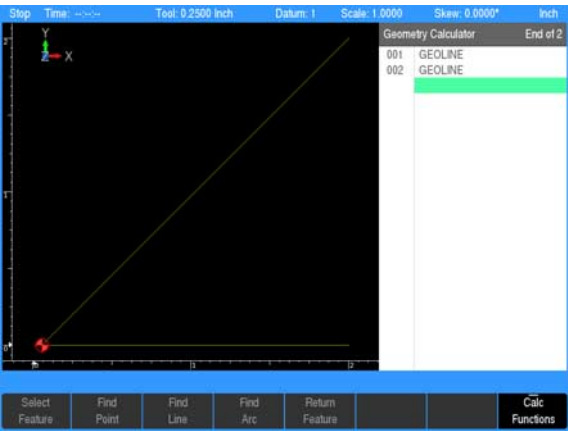 Stop Time: --:--:-- Tool: 0.2500 Inch Datum: 1 Scale: 1.0000 Skew: 0.0000° Inch
Geometry Calculator End of 2
001 GEOLINE
002 GEOLINE
Y
Z X
2
1
0
0 1 2
Select Feature
Find Point
Find Line
Find Arc
Return Feature
Calc Functions